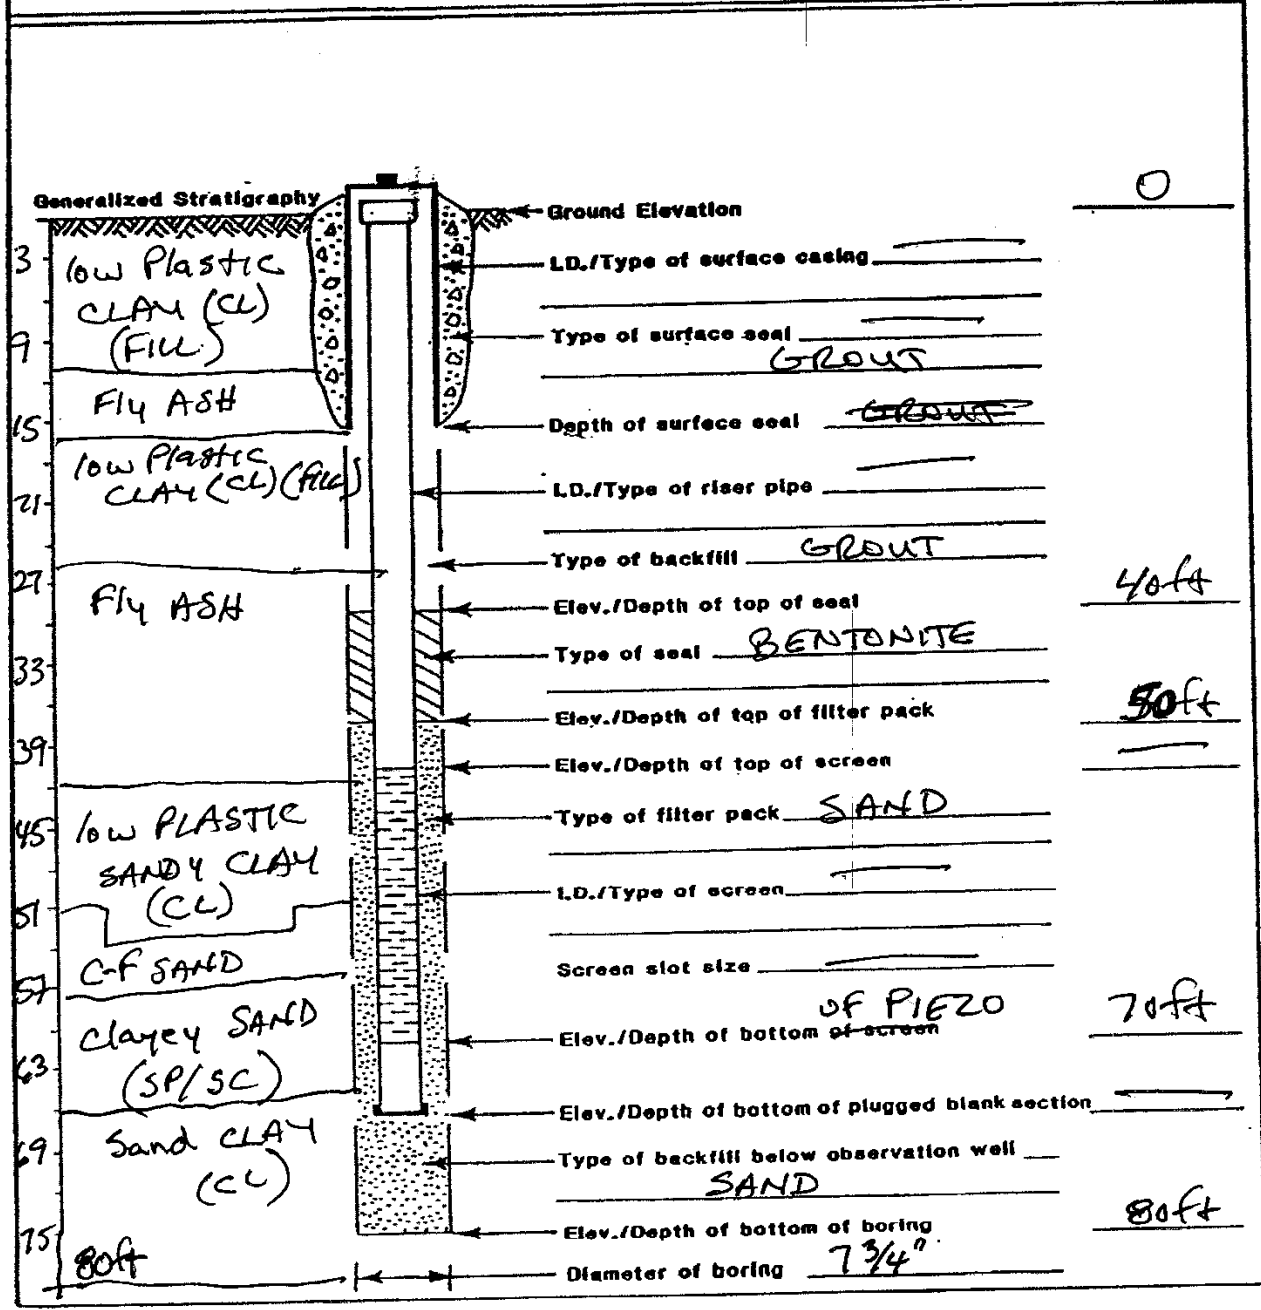 Generalized Stratigraphy
Ground Elevation 0
3
low Plastic
CLAY (CL)
(FILL)
I.D./Type of surface casing
9
Type of surface seal
GROUT
Fly ASH
15
Depth of surface seal GROUT
low Plastic
CLAY (CL) (FILL)
21
I.D./Type of riser pipe
Type of backfill GROUT
27
Fly ASH
Elev./Depth of top of seal 40ft
33
Type of seal BENTONITE
Elev./Depth of top of filter pack 50ft
39
Elev./Depth of top of screen
45
low PLASTIC
SANDY CLAY
(CL)
Type of filter pack SAND
51
I.D./Type of screen
C-F SAND
57
Screen slot size
OF PIEZO
Clayey SAND
(SP/SC)
Elev./Depth of bottom of screen 70ft
63
Elev./Depth of bottom of plugged blank section
69
Sand CLAY
(CL)
Type of backfill below observation well
SAND
75
Elev./Depth of bottom of boring 80ft
80ft
Diameter of boring 7 3/4"